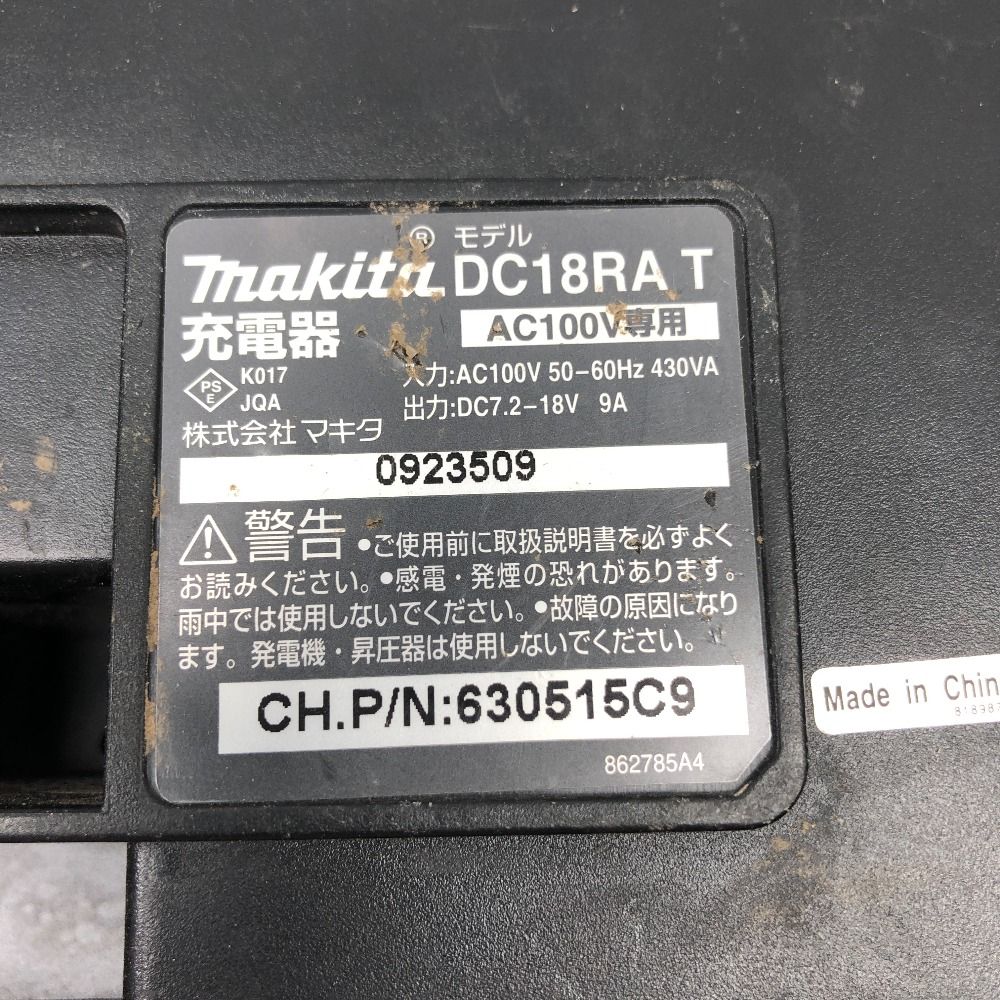 makita® モデル DC18RA T
充電器 AC100V専用
PS E K017 JQA
入力:AC100V 50-60Hz 430VA
出力:DC7.2-18V 9A
株式会社マキタ
0923509
警告 •ご使用前に取扱説明書を必ずよく
お読みください。•感電・発煙の恐れがあります。
雨中では使用しないでください。•故障の原因になり
ます。発電機・昇圧器は使用しないでください。
CH.P/N:630515C9
862785A4
Made in Chin